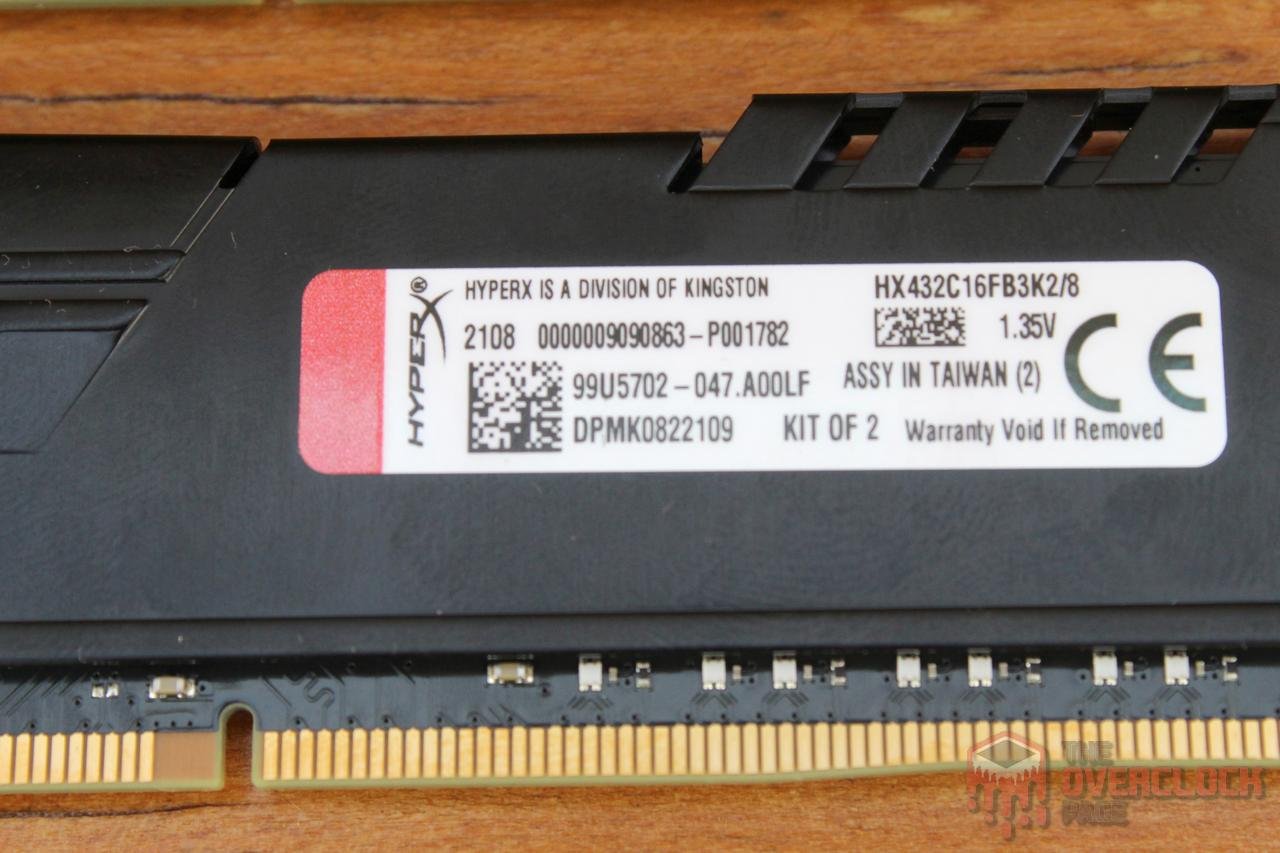 HYPERX®
HYPERX IS A DIVISION OF KINGSTON
HX432C16FB3K2/8
2108 0000009090863-P001782
1.35V
CE
99U5702-047.A00LF
ASSY IN TAIWAN (2)
DPMK0822109
KIT OF 2
Warranty Void If Removed
THE
OVERCLOCK
PAGE